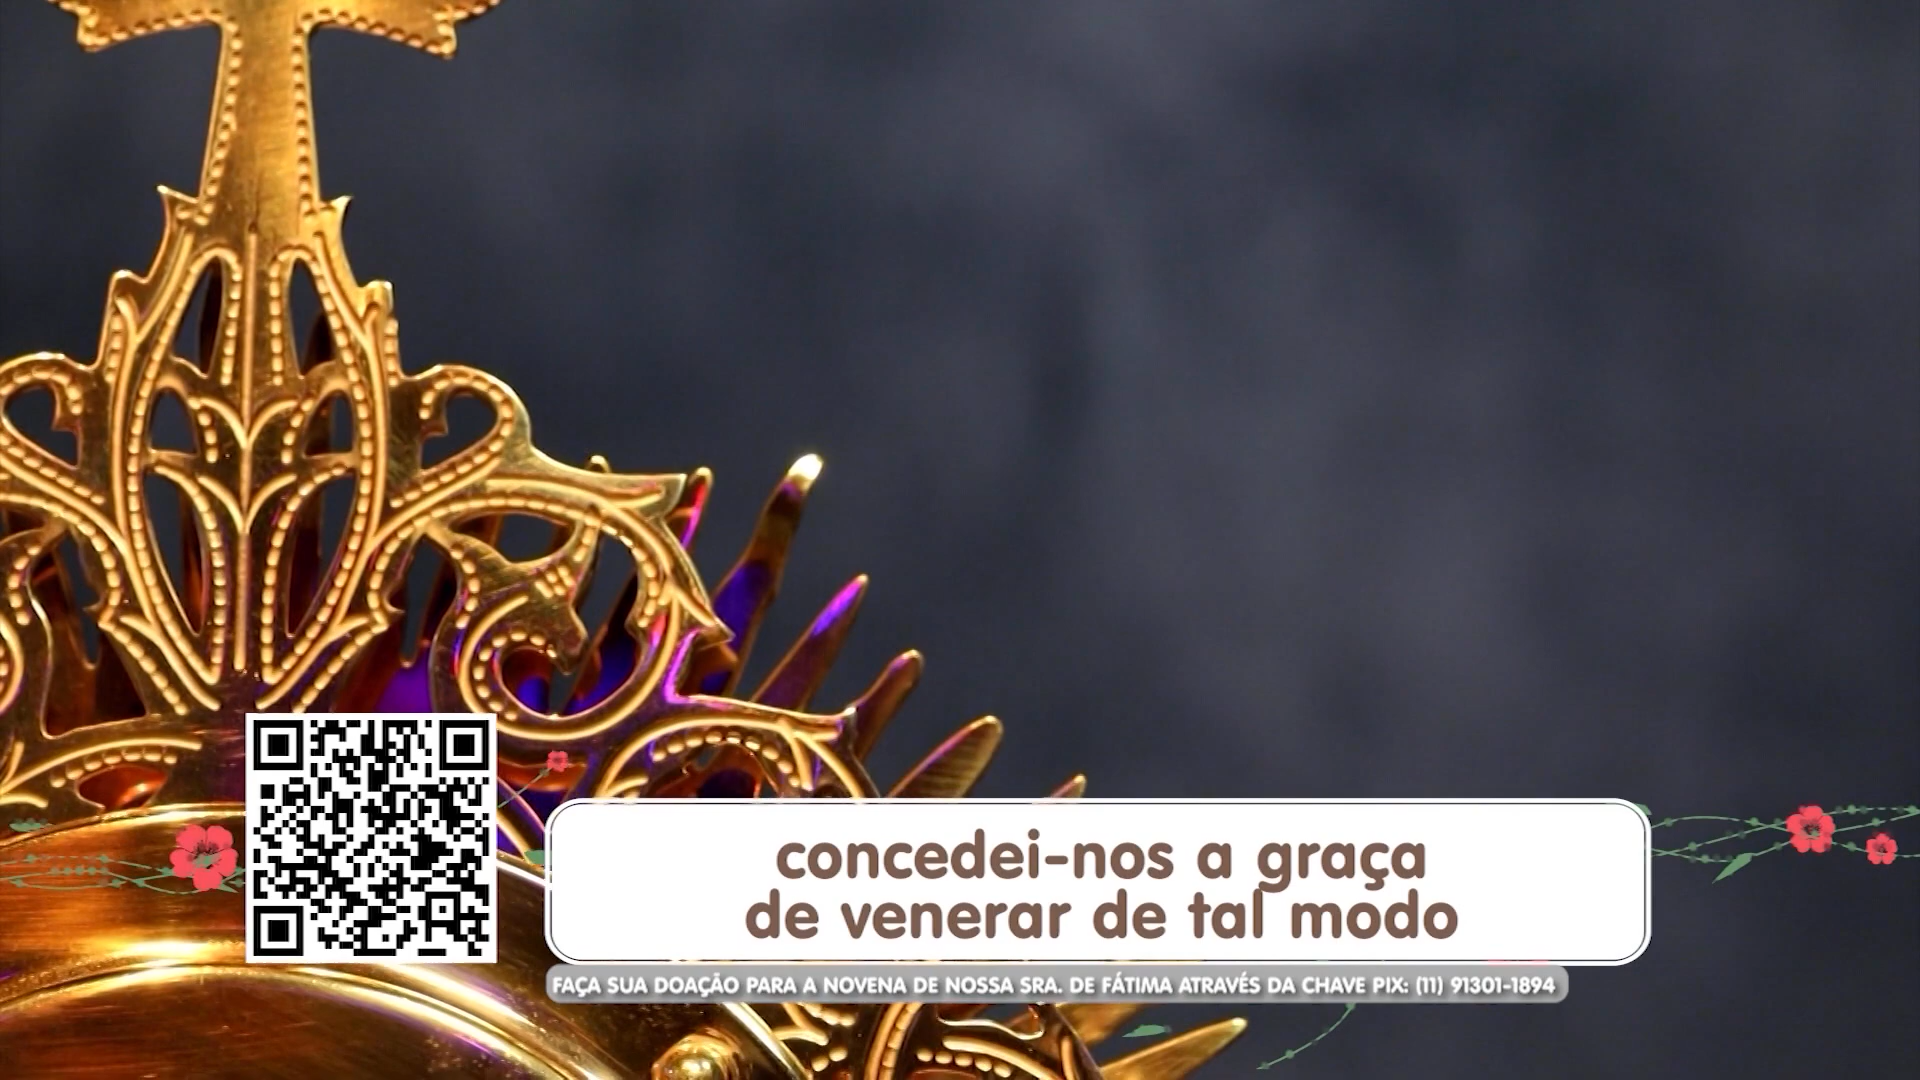 concedei-nos a graça
de venerar de tal modo
FAÇA SUA DOAÇÃO PARA A NOVENA DE NOSSA SRA. DE FÁTIMA ATRAVÉS DA CHAVE PIX: (11) 91301-1894